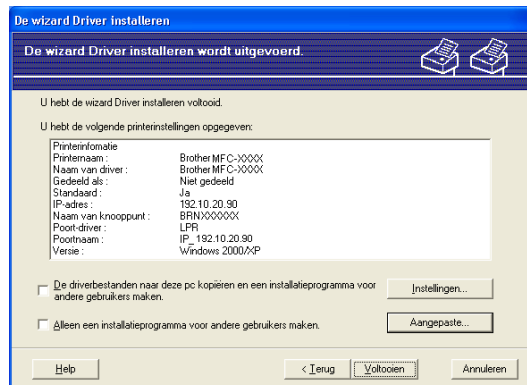 De wizard Driver installeren
De wizard Driver installeren wordt uitgevoerd.
U hebt de wizard Driver installeren voltooid.
U hebt de volgende printerinstellingen opgegeven:
Printerinfomatie
Printernaam : Brother MFC-XXXX
Naam van driver : Brother MFC-XXXX
Gedeeld als : Niet gedeeld
Standaard : Ja
IP-adres : 192.10.20.90
Naam van knooppunt : BRNXXXXXX
Poort-driver : LPR
Poortnaam : IP_192.10.20.90
Versie : Windows 2000/XP
De driverbestanden naar deze pc kopiëren en een installatieprogramma voor
andere gebruikers maken.
Instellingen...
Alleen een installatieprogramma voor andere gebruikers maken.
Aangepaste...
Help
< Terug
Voltooien
Annuleren